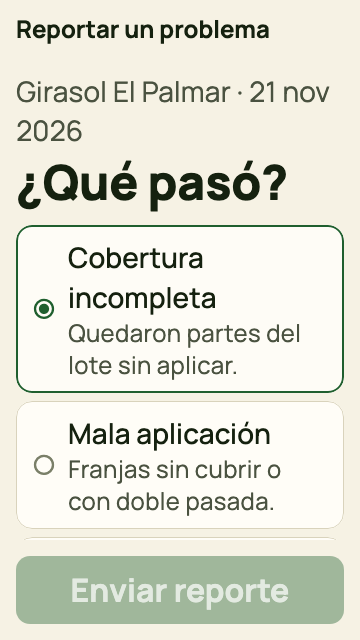 Reportar un problema
Girasol El Palmar · 21 nov
2026
¿Qué pasó?
Cobertura
incompleta
Quedaron partes del
lote sin aplicar.
Mala aplicación
Franjas sin cubrir o
con doble pasada.
Enviar reporte